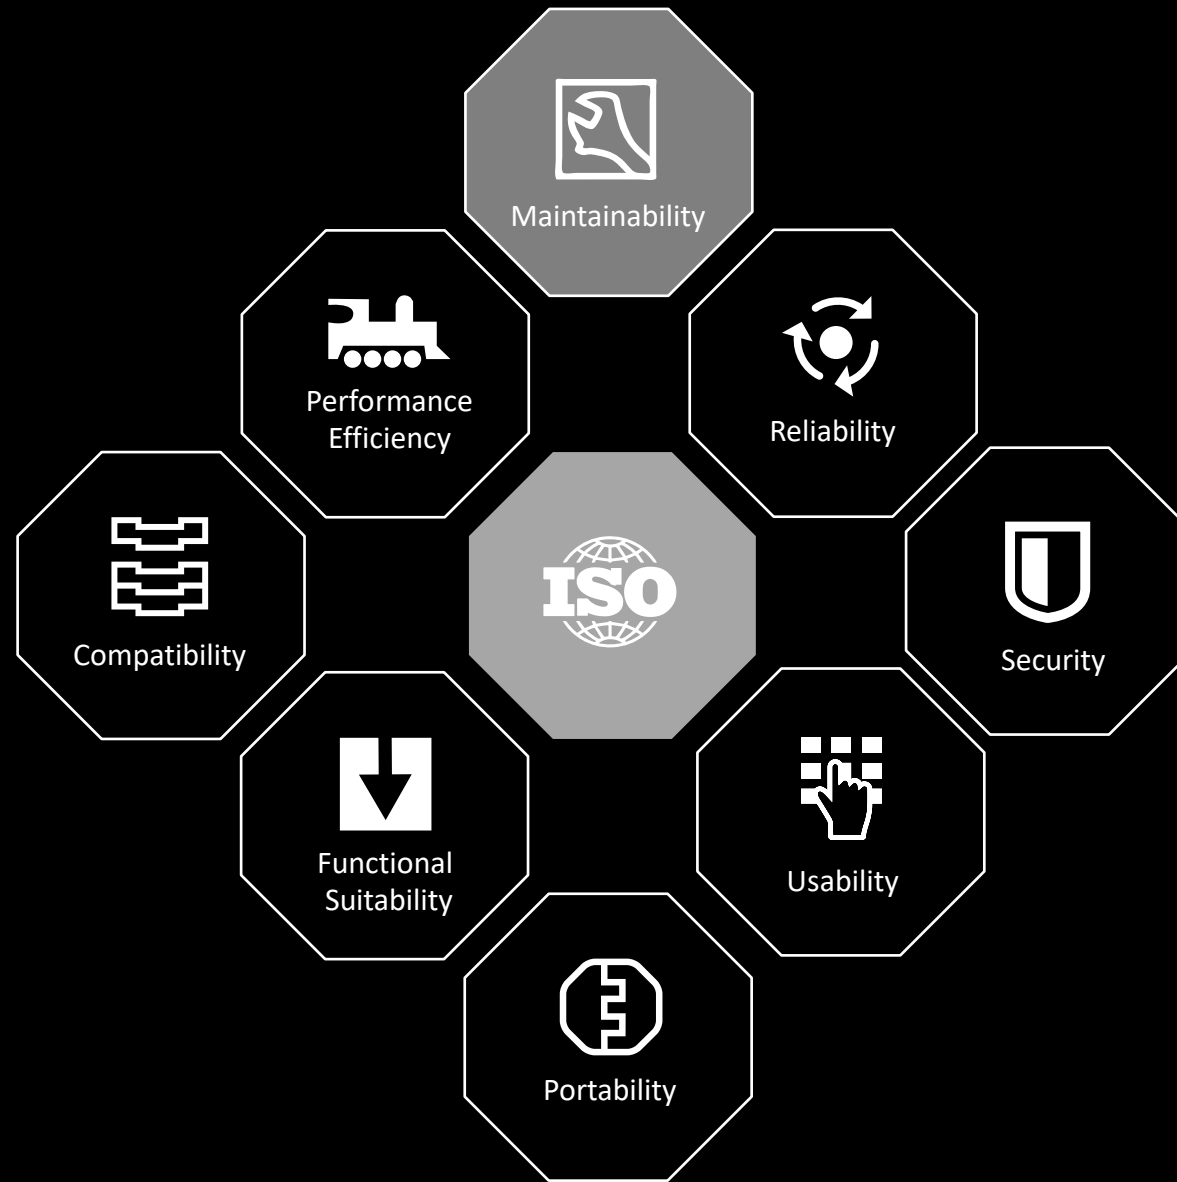 Maintainability
Performance
Efficiency
Reliability
Compatibility
ISO
Security
Functional
Suitability
Usability
Portability